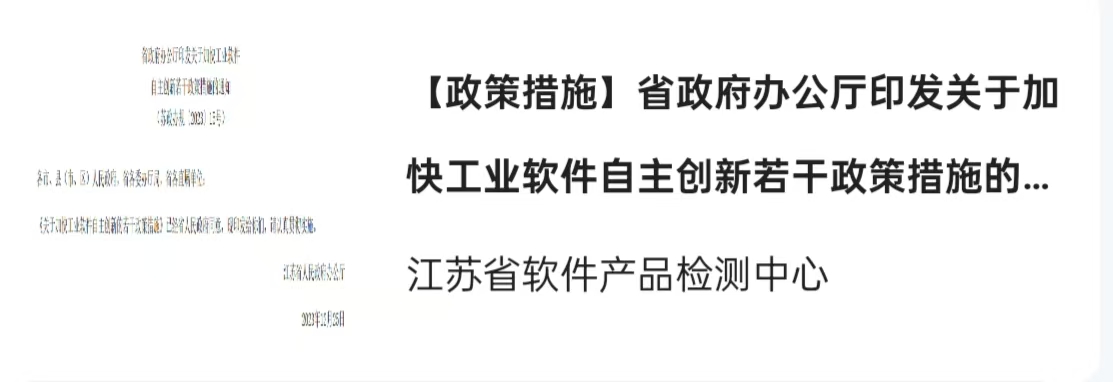 省政府办公厅印发关于加快工业软件
自主创新若干政策措施的通知
（苏政办规〔2023〕15号）
各市、县（市、区）人民政府，省各委办厅局，省各直属单位：
《关于加快工业软件自主创新的若干政策措施》已经省人民政府同意，现印发给你们，请认真贯彻实施。
江苏省人民政府办公厅
2023年12月25日
【政策措施】省政府办公厅印发关于加
快工业软件自主创新若干政策措施的...
江苏省软件产品检测中心